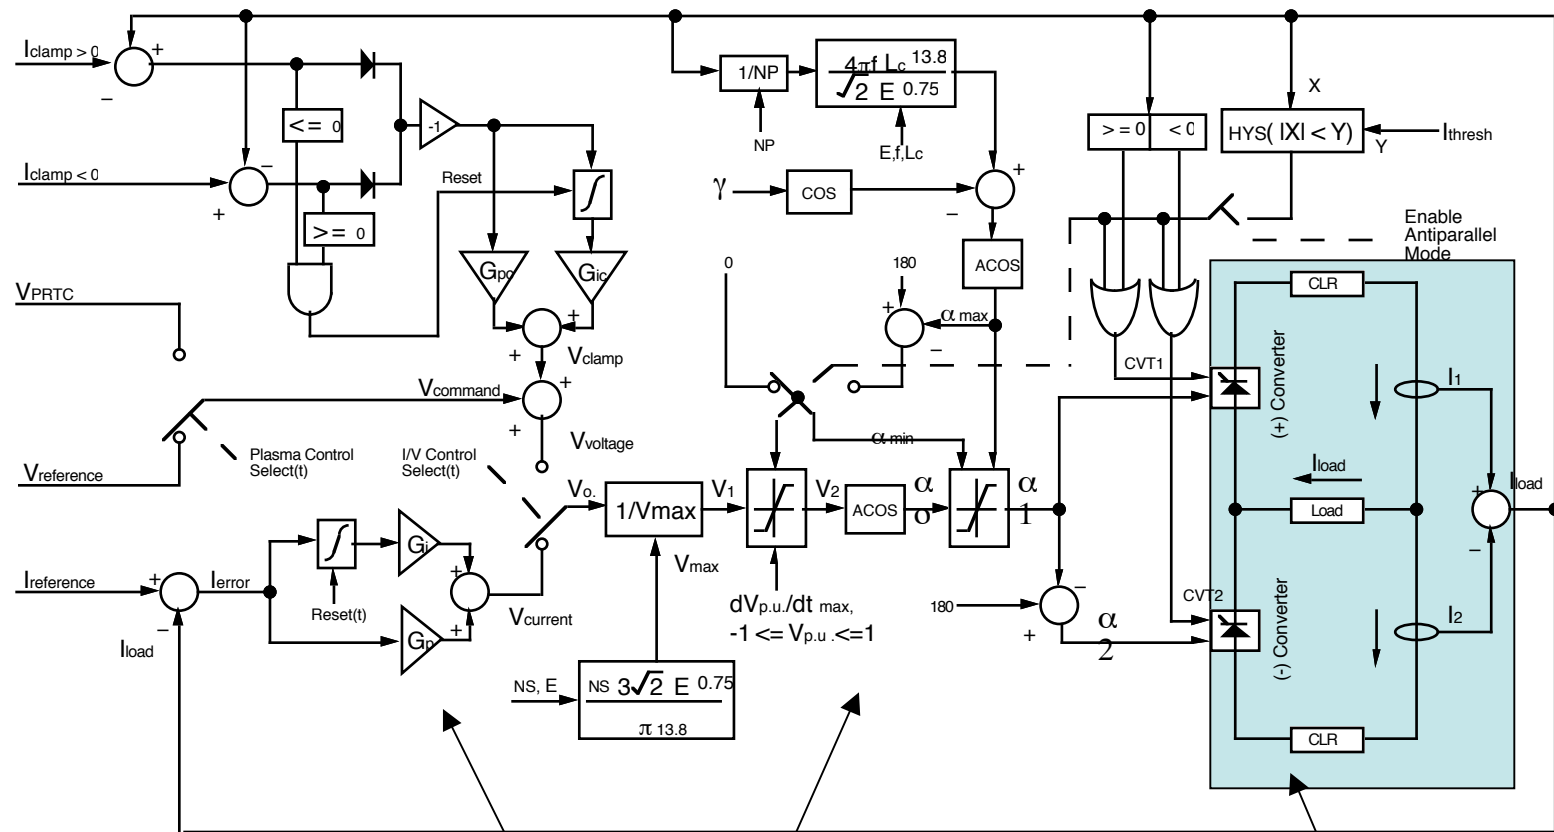 Iclamp > 0
+
−
<= 0
-1
Iclamp < 0
−
+
>= 0
Reset
∫
Gpc
Gic
+
+
Vclamp
VPRTC
Vcommand
+
+
Vvoltage
Vreference
Plasma Control
Select(t)
I/V Control
Select(t)
Vo.
1/Vmax
V1
V2
ACOS
α
o
α
1
Vmax
dVp.u./dt max,
-1 <= Vp.u .<=1
Ireference
+
−
Ierror
∫
Gi
Reset(t)
Gp
+
+
Vcurrent
Iload
NS, E
NS 3√2 E 0.75
π 13.8
1/NP
NP
4πf Lc 13.8
√2 E 0.75
E,f,Lc
γ
COS
+
−
ACOS
0
180
+
−
α max
α min
180
−
+
α
2
>= 0
< 0
X
HYS( |X| < Y)
Y
Ithresh
Enable
Antiparallel
Mode
CVT1
CVT2
CLR
(+) Converter
I1
Iload
Load
Iload
+
−
(-) Converter
I2
CLR